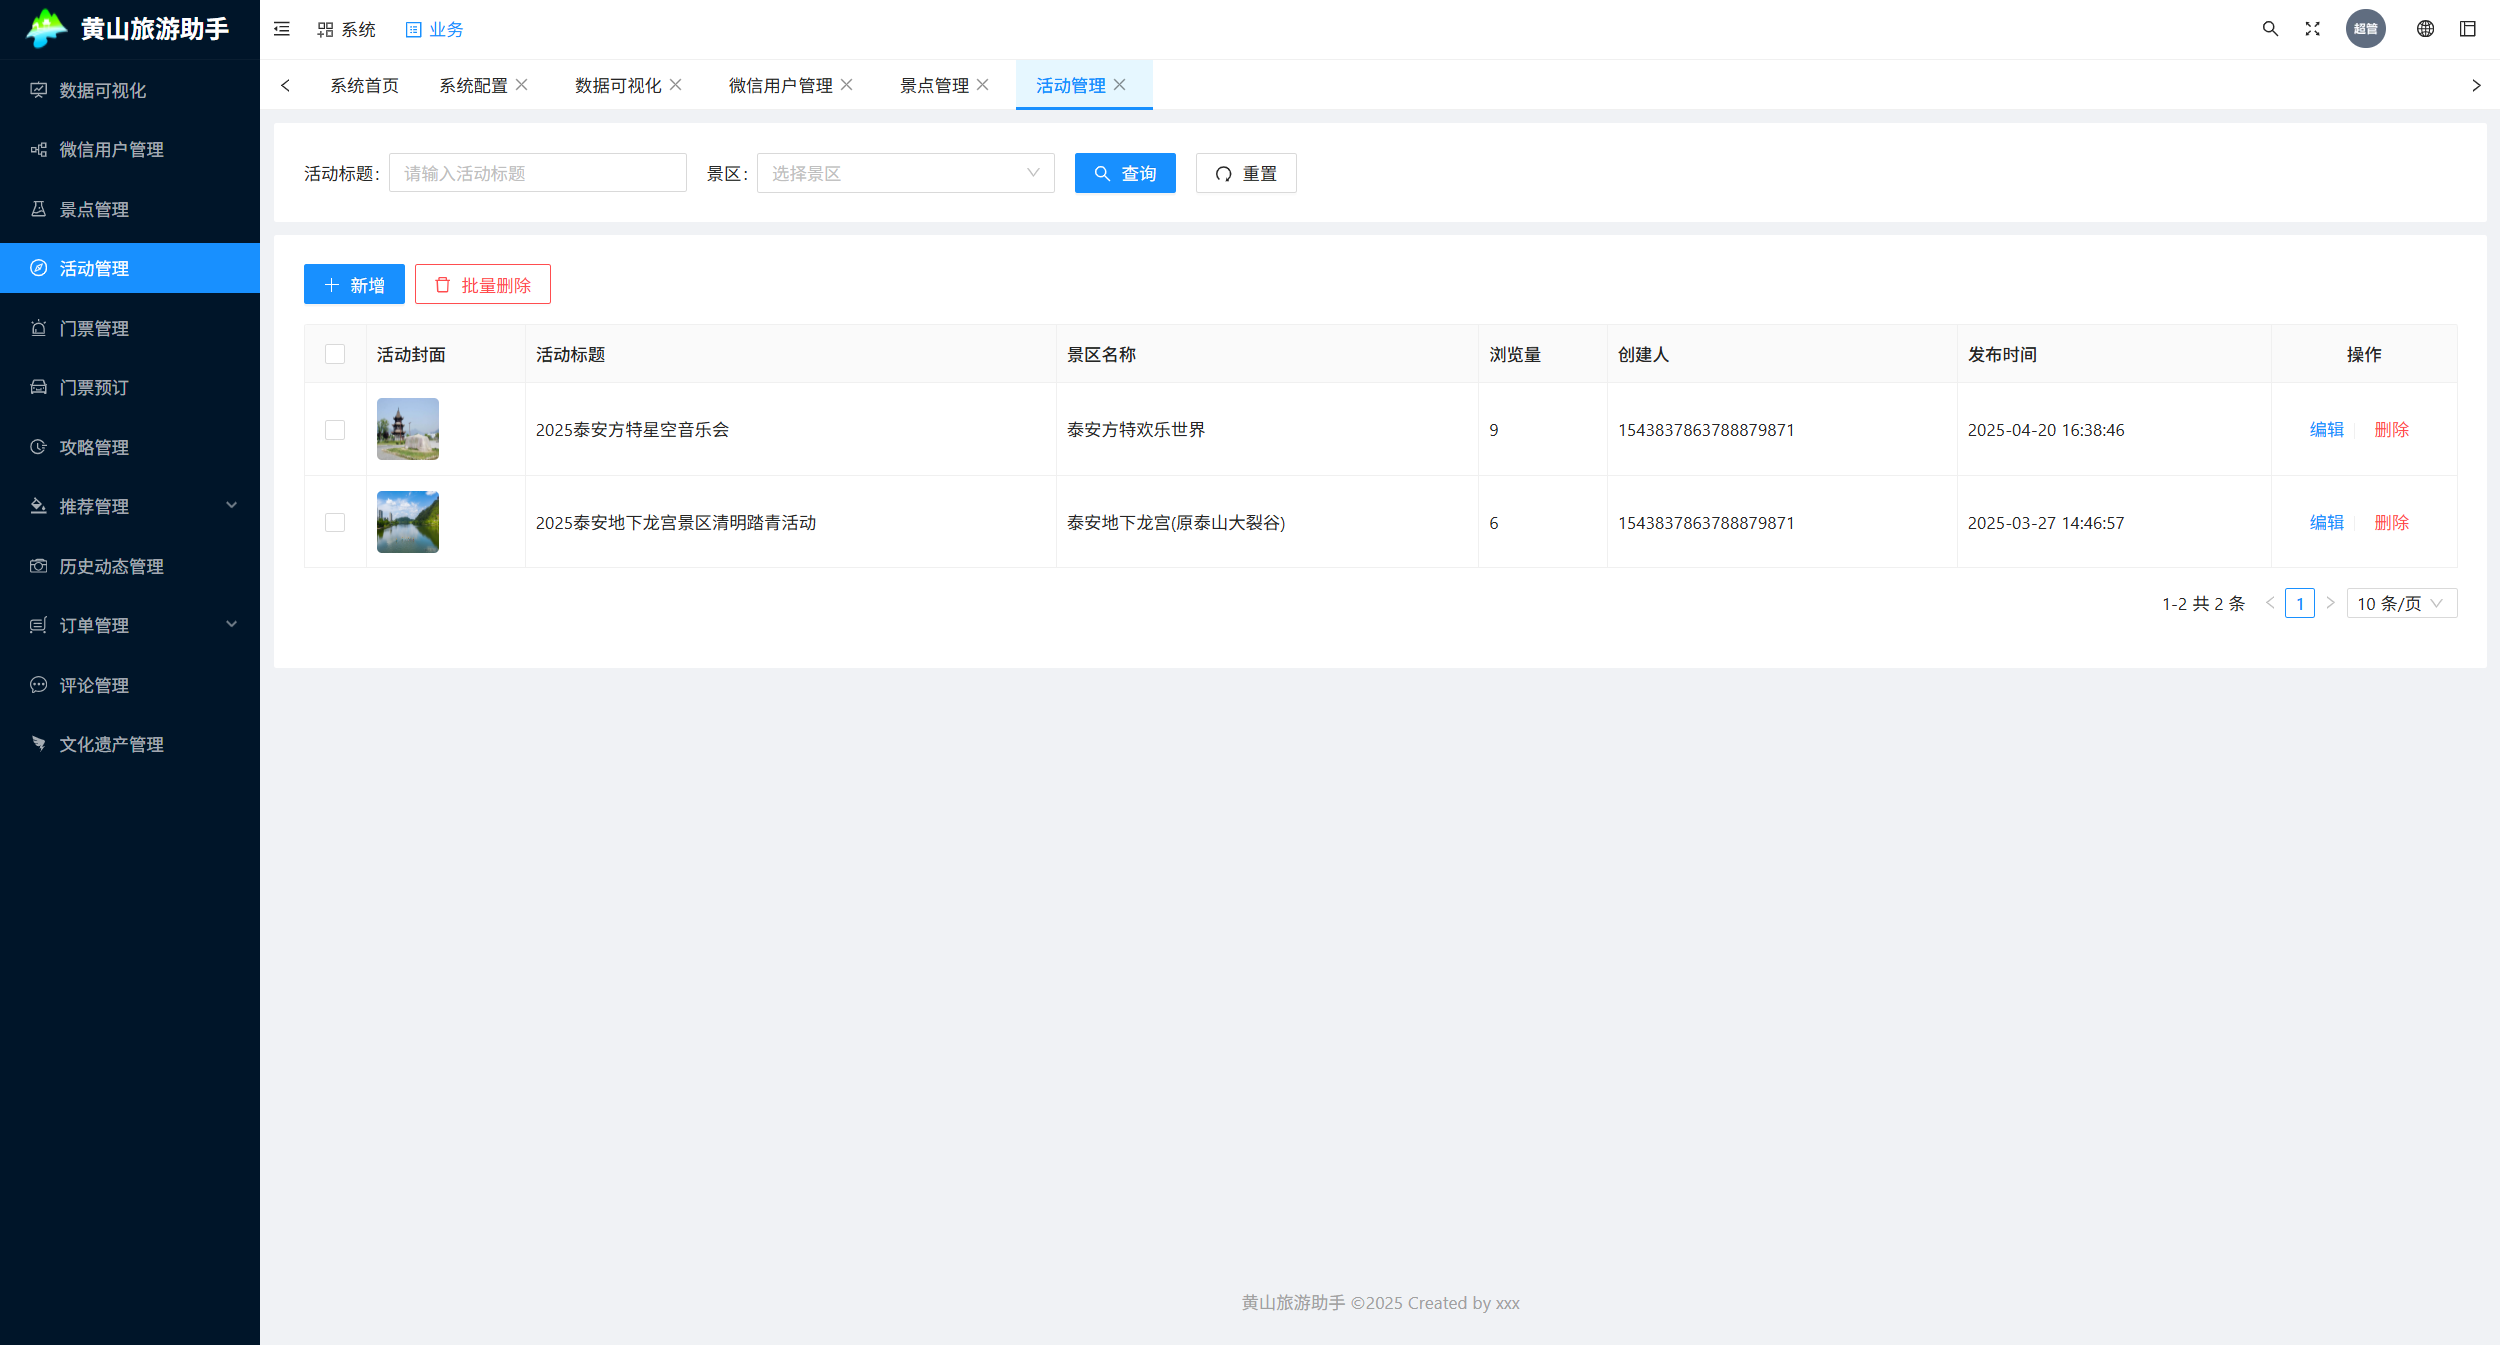 黄山旅游助手
系统
业务
超管
数据可视化
微信用户管理
景点管理
活动管理
门票管理
门票预订
攻略管理
推荐管理
历史动态管理
订单管理
评论管理
文化遗产管理
系统首页 系统配置 数据可视化 微信用户管理 景点管理 活动管理
活动标题: 请输入活动标题 景区: 选择景区 查询 重置
新增 批量删除
活动封面 活动标题 景区名称 浏览量 创建人 发布时间 操作
2025泰安方特星空音乐会 泰安方特欢乐世界 9 1543837863788879871 2025-04-20 16:38:46 编辑 删除
2025泰安地下龙宫景区清明踏青活动 泰安地下龙宫(原泰山大裂谷) 6 1543837863788879871 2025-03-27 14:46:57 编辑 删除
1-2 共 2 条 1 10 条/页
黄山旅游助手 ©2025 Created by xxx